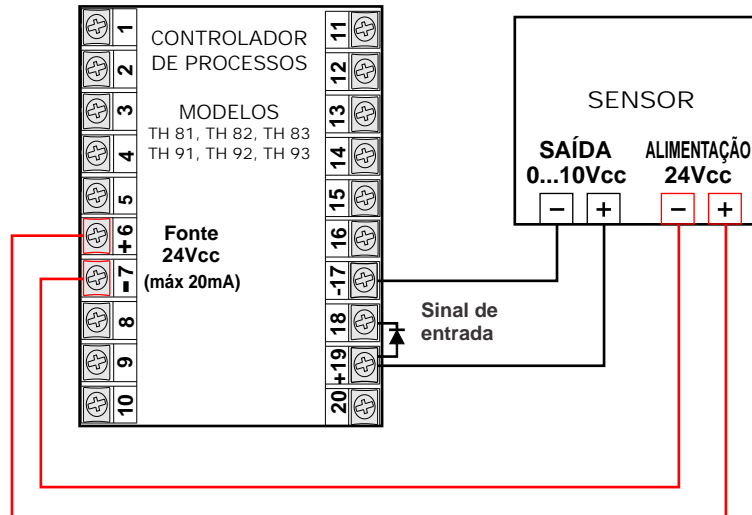 1
2
3
4
5
+6
-7
8
9
10
CONTROLADOR
DE PROCESSOS
MODELOS
TH 81, TH 82, TH 83
TH 91, TH 92, TH 93
Fonte
24Vcc
(máx 20mA)
11
12
13
14
15
16
-17
18
+19
20
Sinal de
entrada
SENSOR
SAÍDA
0...10Vcc
- +
ALIMENTAÇÃO
24Vcc
- +